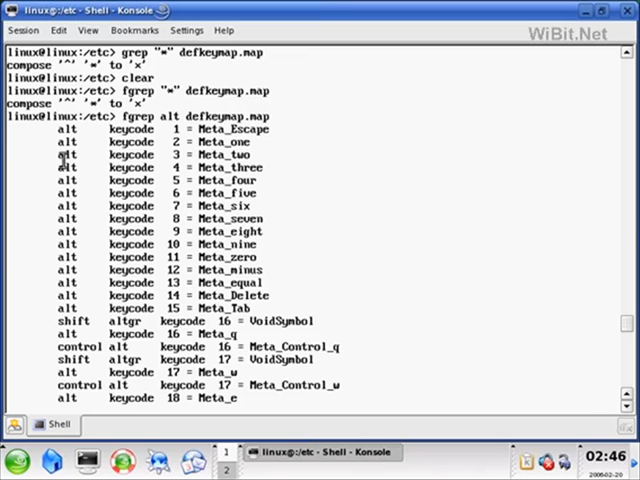 linux@linux:/etc - Shell - Konsole
Session Edit View Bookmarks Settings Help
WiBit.Net
linux@linux:/etc> grep "*" defkeymap.map
compose '^' '*' to '×'
linux@linux:/etc> clear
linux@linux:/etc> fgrep "*" defkeymap.map
compose '^' '*' to '×'
linux@linux:/etc> fgrep alt defkeymap.map
alt keycode 1 = Meta_Escape
alt keycode 2 = Meta_one
alt keycode 3 = Meta_two
alt keycode 4 = Meta_three
alt keycode 5 = Meta_four
alt keycode 6 = Meta_five
alt keycode 7 = Meta_six
alt keycode 8 = Meta_seven
alt keycode 9 = Meta_eight
alt keycode 10 = Meta_nine
alt keycode 11 = Meta_zero
alt keycode 12 = Meta_minus
alt keycode 13 = Meta_equal
alt keycode 14 = Meta_Delete
alt keycode 15 = Meta_Tab
shift altgr keycode 16 = VoidSymbol
alt keycode 16 = Meta_q
control alt keycode 16 = Meta_Control_q
shift altgr keycode 17 = VoidSymbol
alt keycode 17 = Meta_w
control alt keycode 17 = Meta_Control_w
alt keycode 18 = Meta_e
Shell
1
2
linux@:/etc - Shell - Konsole
02:46
2006-02-20